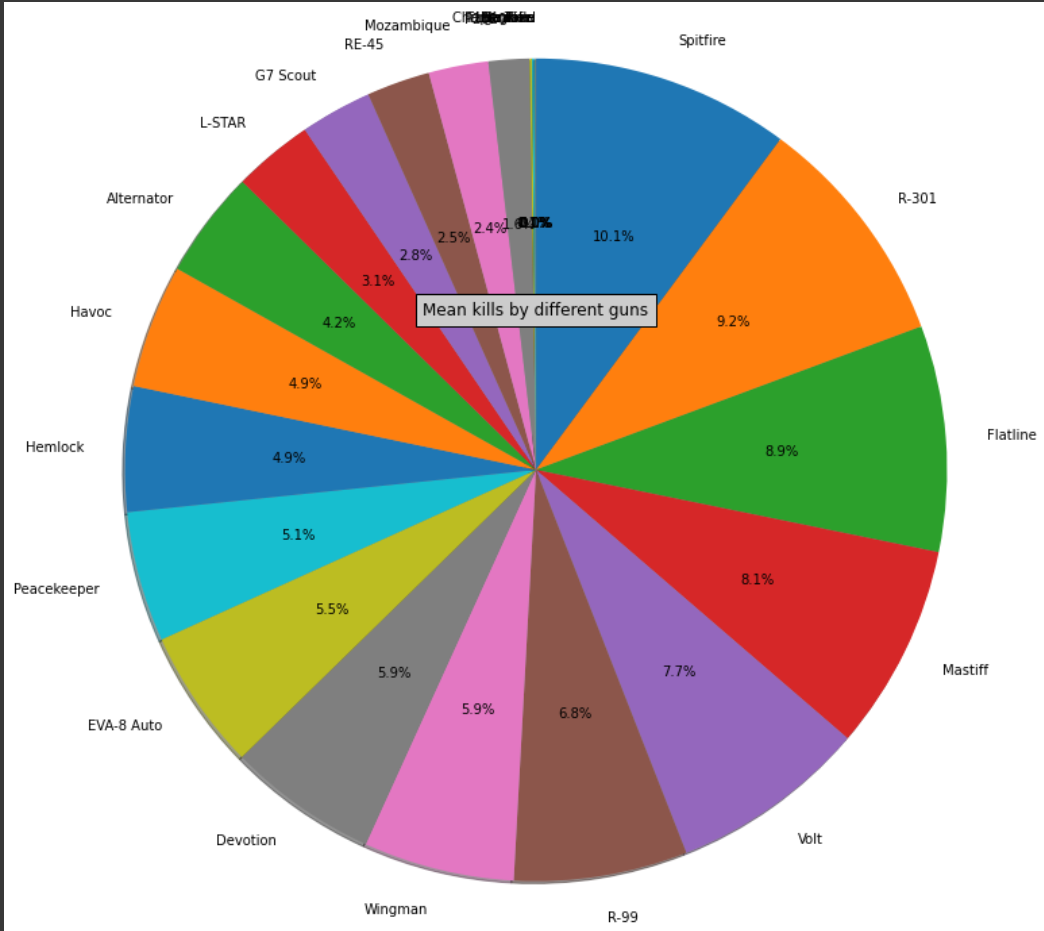 Mean kills by different guns
Spitfire
10.1%
R-301
9.2%
Flatline
8.9%
Mastiff
8.1%
Volt
7.7%
R-99
6.8%
Wingman
5.9%
Devotion
5.9%
EVA-8 Auto
5.5%
Peacekeeper
5.1%
Hemlock
4.9%
Havoc
4.9%
Alternator
4.2%
L-STAR
3.1%
G7 Scout
2.8%
RE-45
2.5%
Mozambique
2.4%